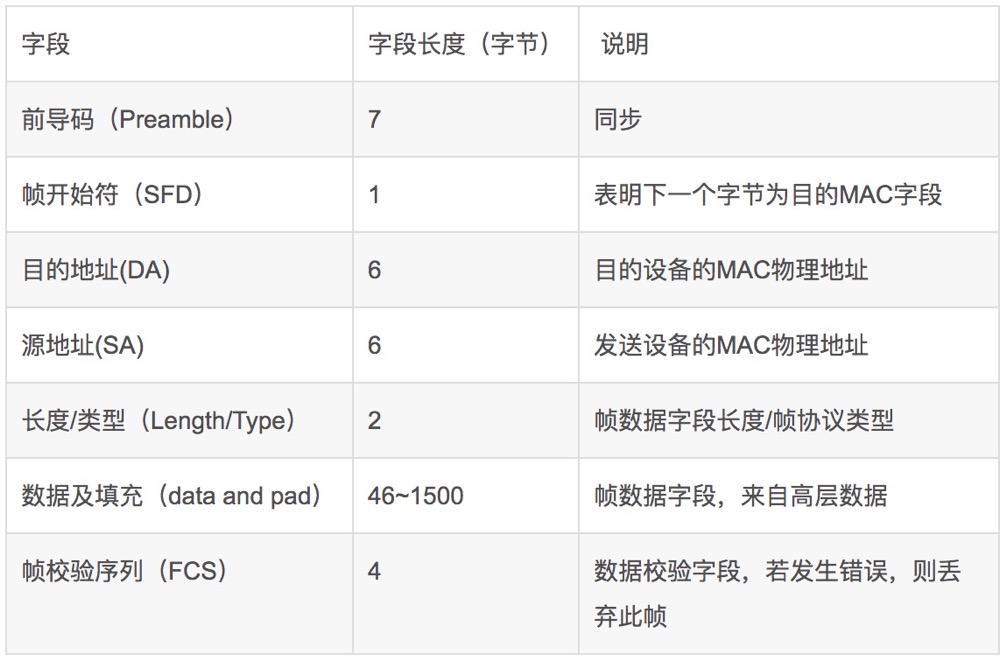 字段 字段长度（字节） 说明
前导码（Preamble） 7 同步
帧开始符（SFD） 1 表明下一个字节为目的MAC字段
目的地址(DA) 6 目的设备的MAC物理地址
源地址(SA) 6 发送设备的MAC物理地址
长度/类型（Length/Type） 2 帧数据字段长度/帧协议类型
数据及填充（data and pad） 46~1500 帧数据字段，来自高层数据
帧校验序列（FCS） 4 数据校验字段，若发生错误，则丢
弃此帧